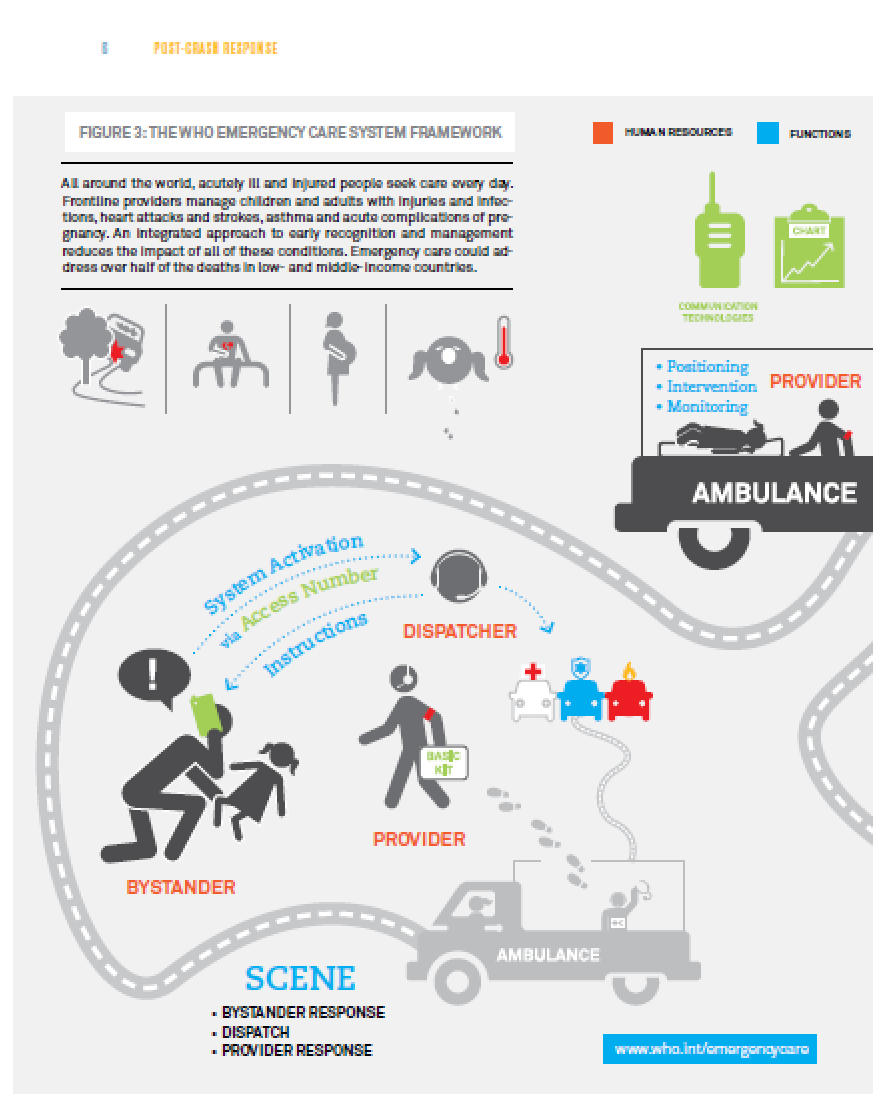 6 POST-CRASH RESPONSE
FIGURE 3: THE WHO EMERGENCY CARE SYSTEM FRAMEWORK
All around the world, acutely ill and injured people seek care every day.
Frontline providers manage children and adults with injuries and infec-
tions, heart attacks and strokes, asthma and acute complications of pre-
gnancy. An integrated approach to early recognition and management
reduces the impact of all of these conditions. Emergency care could ad-
dress over half of the deaths in low- and middle-income countries.
HUMAN RESOURCES
FUNCTIONS
CHART
COMMUNICATION
TECHNOLOGIES
• Positioning
• Intervention
• Monitoring
PROVIDER
AMBULANCE
System Activation
via Access Number
Instructions
DISPATCHER
!
BASIC
KIT
PROVIDER
BYSTANDER
AMBULANCE
SCENE
• BYSTANDER RESPONSE
• DISPATCH
• PROVIDER RESPONSE
www.who.int/emergencycare